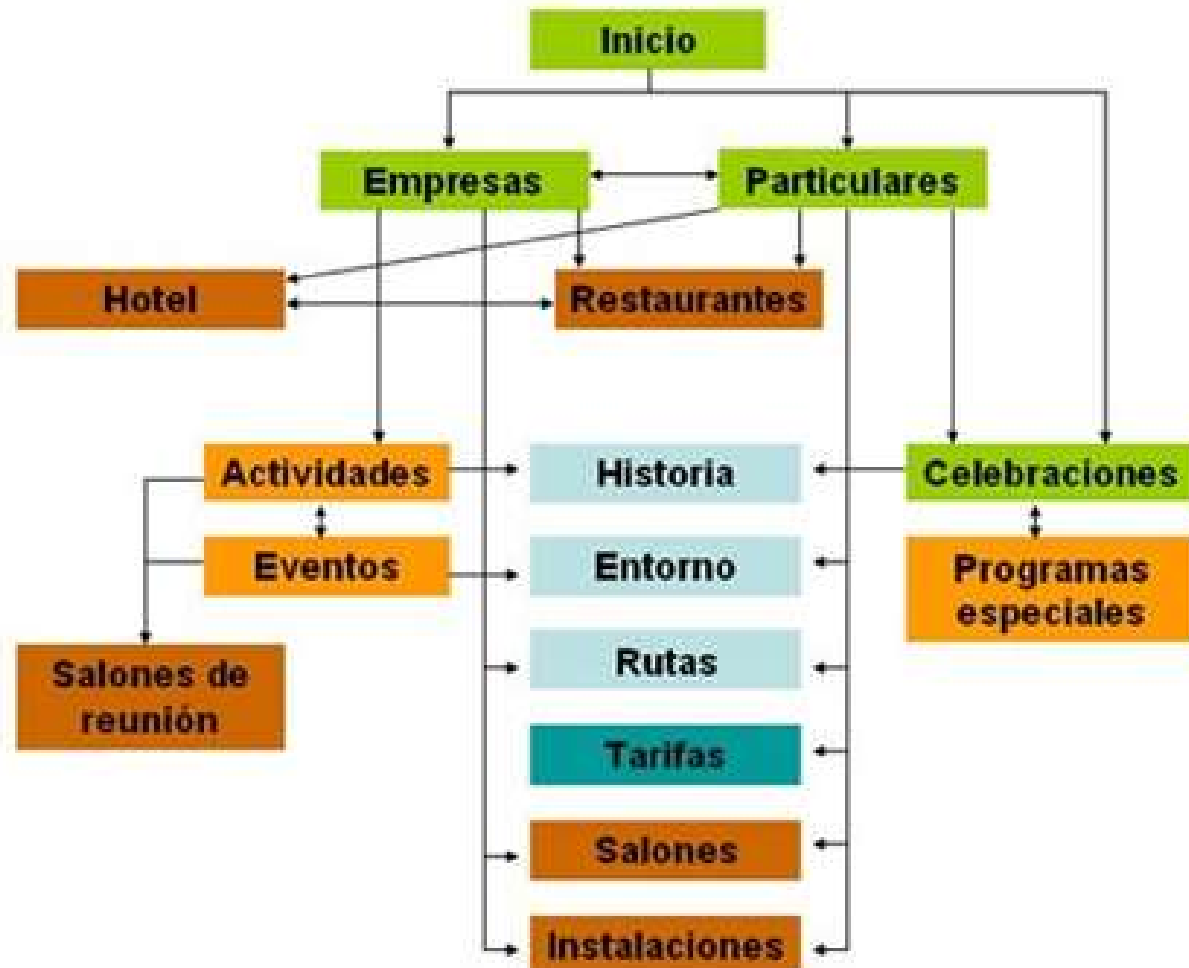 Inicio
Empresas
Particulares
Hotel
Restaurantes
Actividades
Historia
Celebraciones
Eventos
Entorno
Programas
especiales
Rutas
Salones de
reunión
Tarifas
Salones
Instalaciones